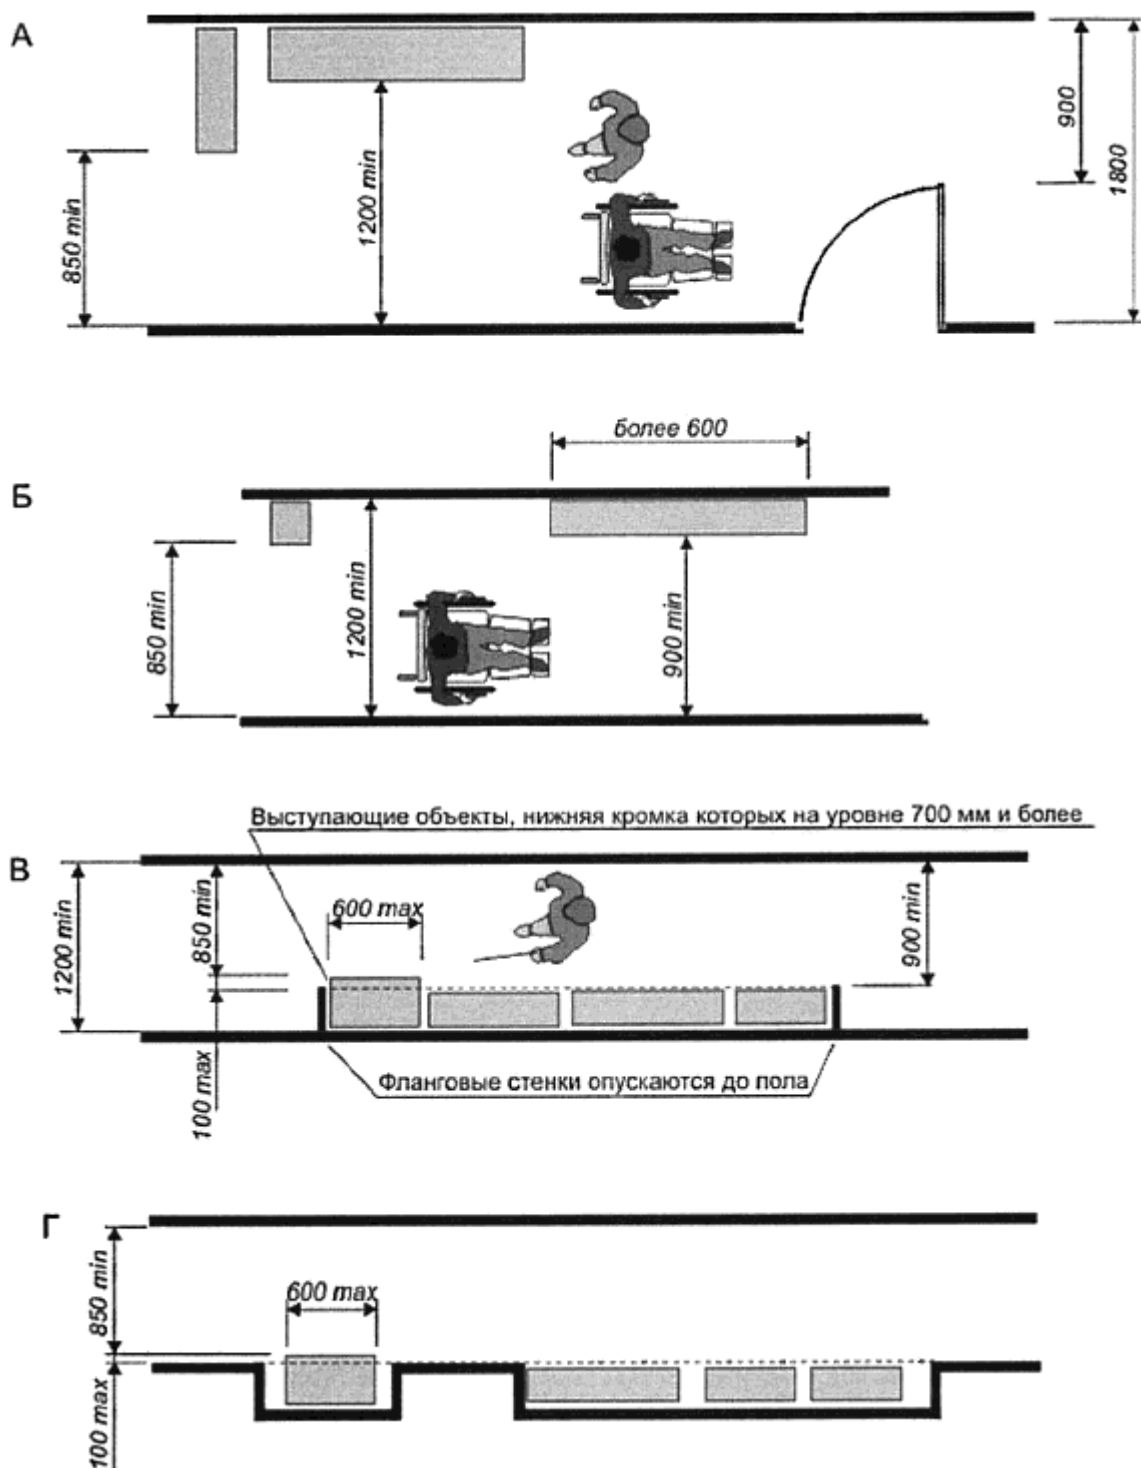 А
850 min
1200 min
900
1800
более 600
Б
850 min
1200 min
900 min
Выступающие объекты, нижняя кромка которых на уровне 700 мм и более
В
1200 min
850 min
600 max
900 min
100 max
Фланговые стенки опускаются до пола
Г
850 min
600 max
100 max